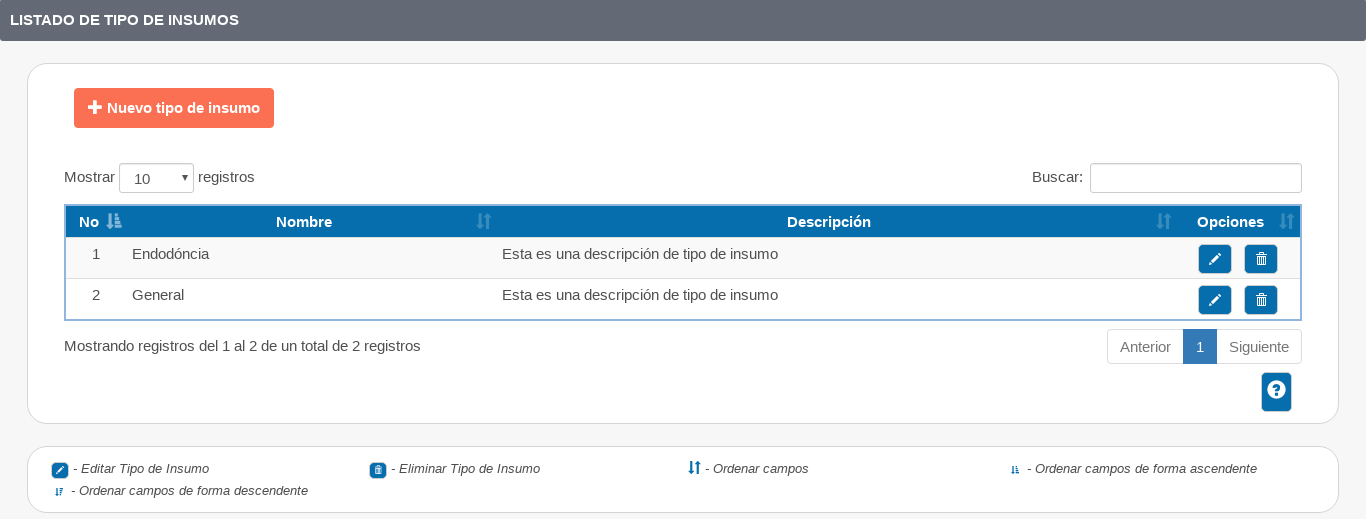 LISTADO DE TIPO DE INSUMOS
Nuevo tipo de insumo
Mostrar 10 registros Buscar:
No Nombre Descripción Opciones
1 Endodóncia Esta es una descripción de tipo de insumo
2 General Esta es una descripción de tipo de insumo
Mostrando registros del 1 al 2 de un total de 2 registros Anterior 1 Siguiente
- Editar Tipo de Insumo - Eliminar Tipo de Insumo - Ordenar campos - Ordenar campos de forma ascendente
- Ordenar campos de forma descendente